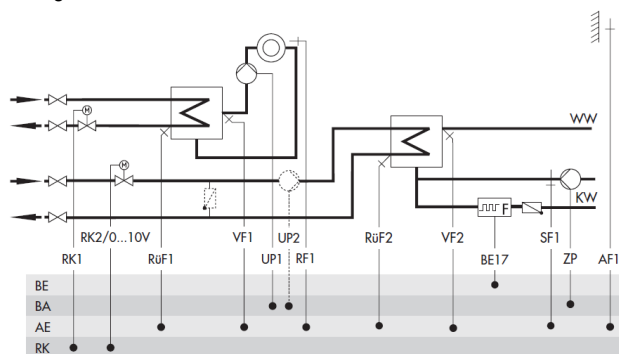 M
M
WW
F
KW
RK2/0...10V VF1 UP2 RüF2 VF2 SF1 ZP
RK1 RüF1 UP1 RF1 BE17 AF1
BE
BA
AE
RK